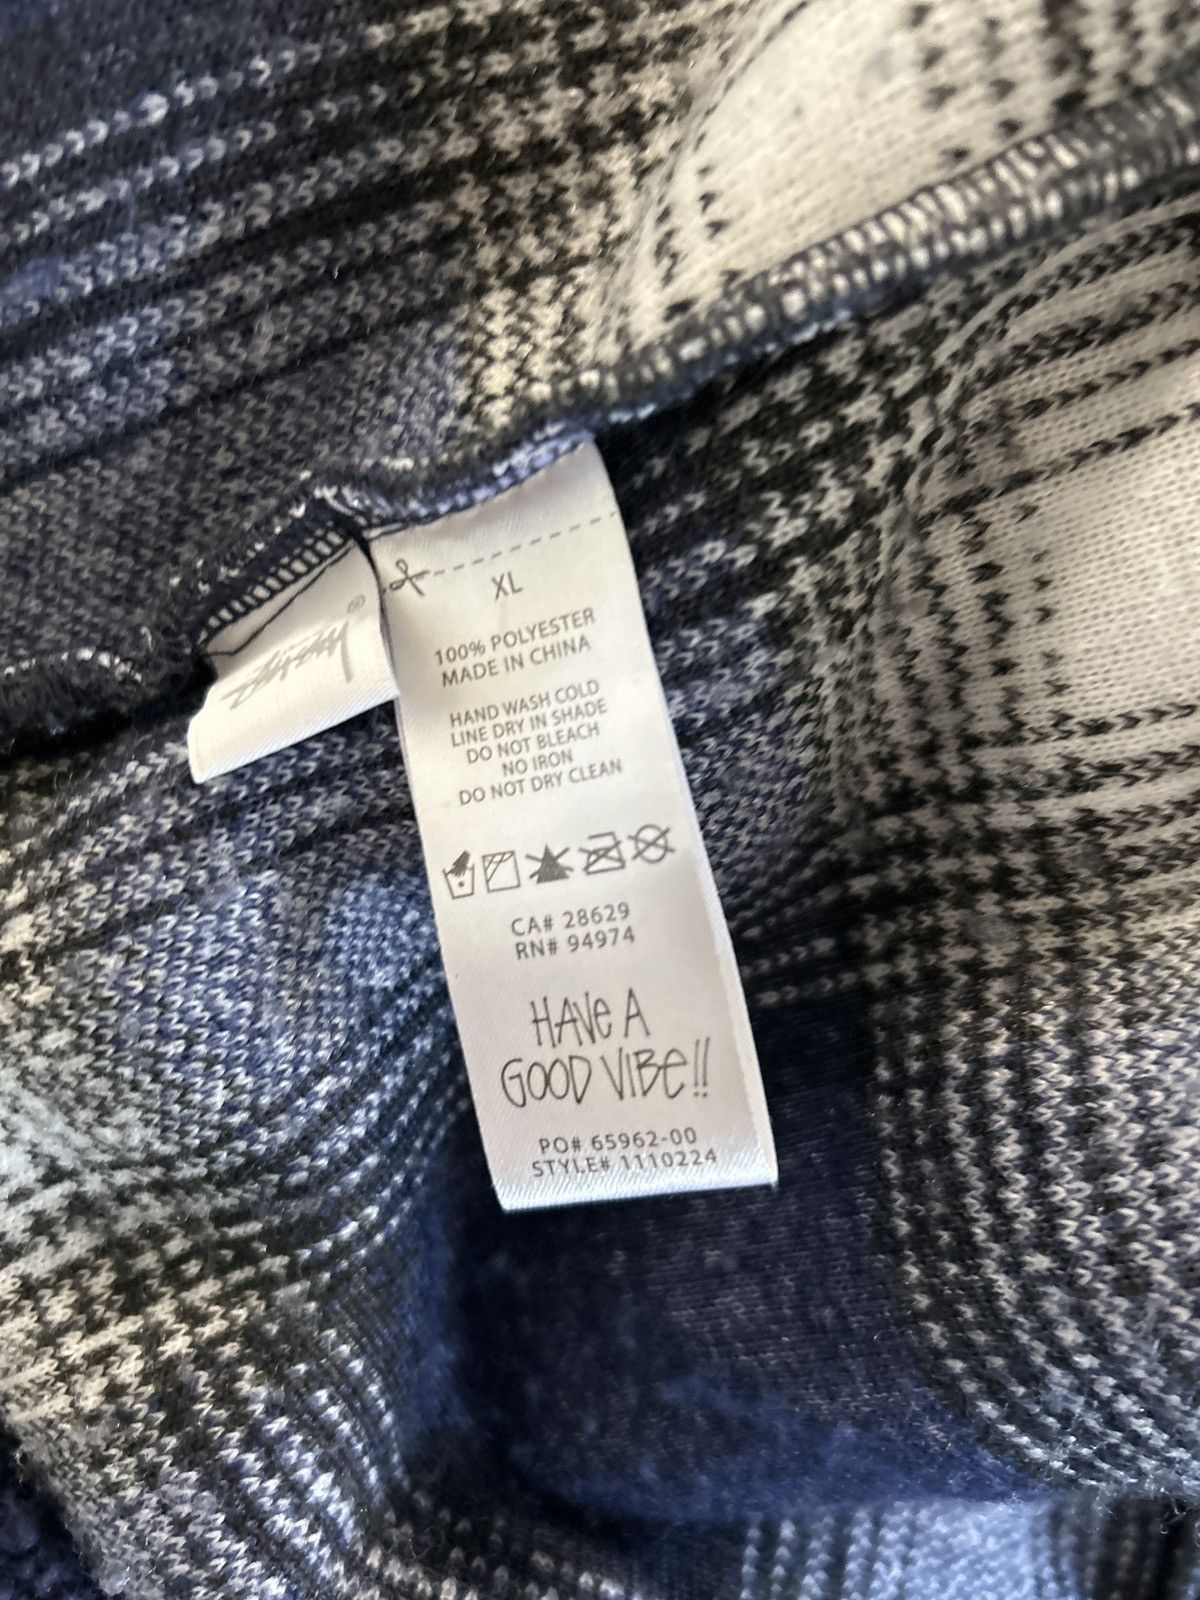 XL
100% POLYESTER
MADE IN CHINA
HAND WASH COLD
LINE DRY IN SHADE
DO NOT BLEACH
NO IRON
DO NOT DRY CLEAN
CA# 28629
RN# 94974
HAVE A
GOOD VIBE!!
PO# 65962-00
STYLE# 1110224
Stüssy ®